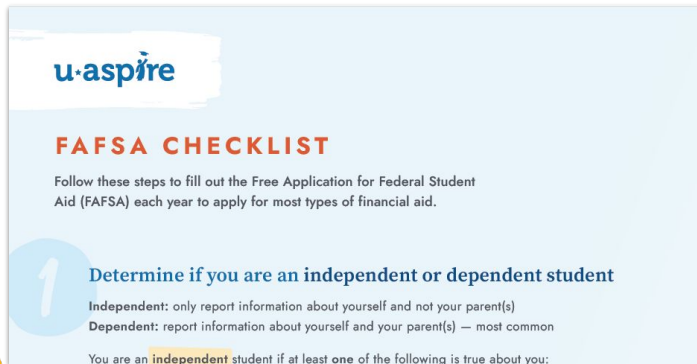 u aspire
FAFSA CHECKLIST
Follow these steps to fill out the Free Application for Federal Student
Aid (FAFSA) each year to apply for most types of financial aid.
1
Determine if you are an independent or dependent student
Independent: only report information about yourself and not your parent(s)
Dependent: report information about yourself and your parent(s) — most common
You are an independent student if at least one of the following is true about you: